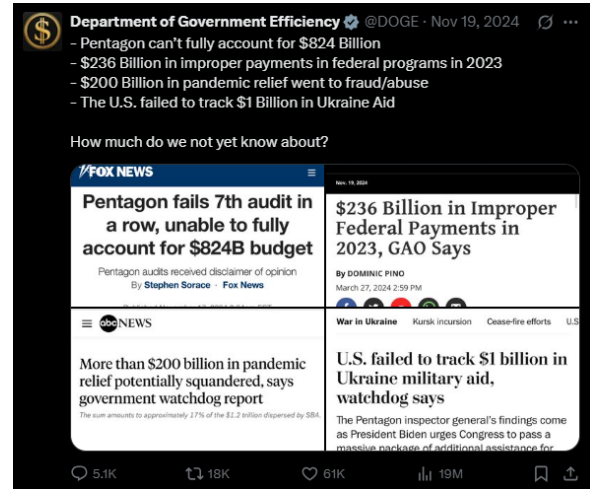 Department of Government Efficiency @DOGE · Nov 19, 2024
- Pentagon can't fully account for $824 Billion
- $236 Billion in improper payments in federal programs in 2023
- $200 Billion in pandemic relief went to fraud/abuse
- The U.S. failed to track $1 Billion in Ukraine Aid
How much do we not yet know about?
FOX NEWS
Pentagon fails 7th audit in
a row, unable to fully
account for $824B budget
Pentagon audits received disclaimer of opinion
By Stephen Sorace · Fox News
Nov. 19, 2024
$236 Billion in Improper
Federal Payments in
2023, GAO Says
By DOMINIC PINO
March 27, 2024 2:59 PM
abc NEWS
More than $200 billion in pandemic
relief potentially squandered, says
government watchdog report
The sum amounts to approximately 17% of the $1.2 trillion dispersed by SBA.
War in Ukraine Kursk incursion Cease-fire efforts U.S
U.S. failed to track $1 billion in
Ukraine military aid,
watchdog says
The Pentagon inspector general's findings come
as President Biden urges Congress to pass a
massive package of additional assistance for
5.1K 18K 61K 19M